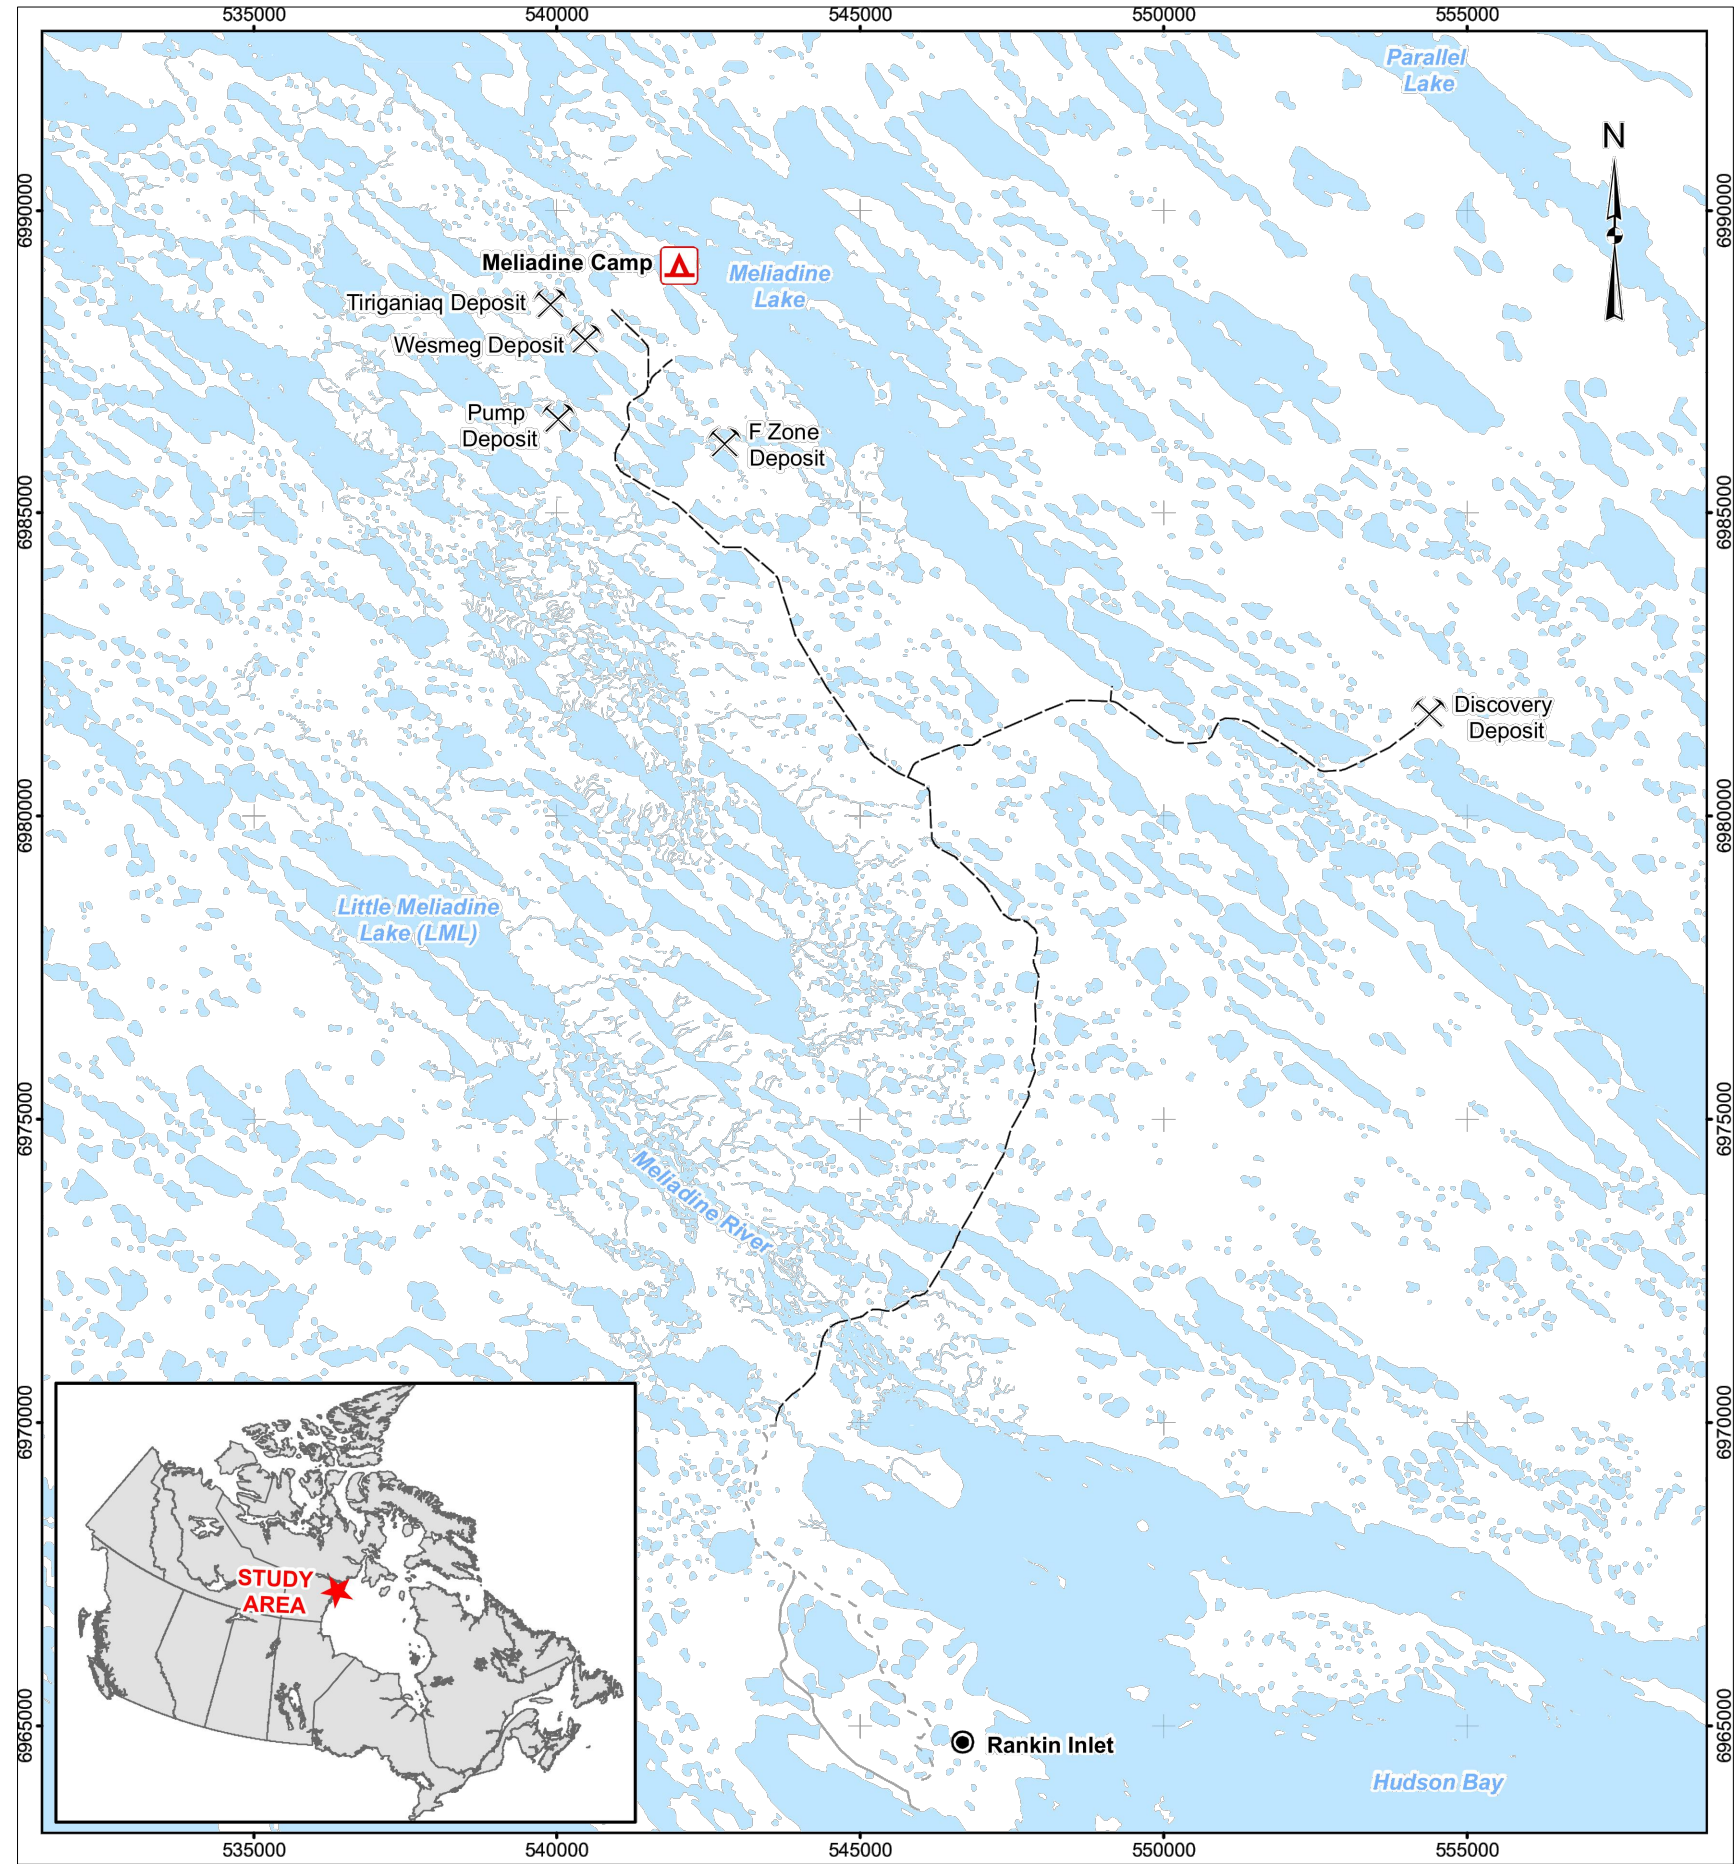 535000
540000
545000
550000
555000
Parallel
Lake
N
6990000
6990000
Meliadine Camp
Meliadine
Lake
Tiriganiaq Deposit
Wesmeg Deposit
Pump
Deposit
F Zone
Deposit
6985000
6985000
Discovery
Deposit
6980000
6980000
Little Meliadine
Lake (LML)
6975000
6975000
Meliadine River
6970000
6970000
STUDY
AREA
6965000
6965000
Rankin Inlet
Hudson Bay
535000
540000
545000
550000
555000